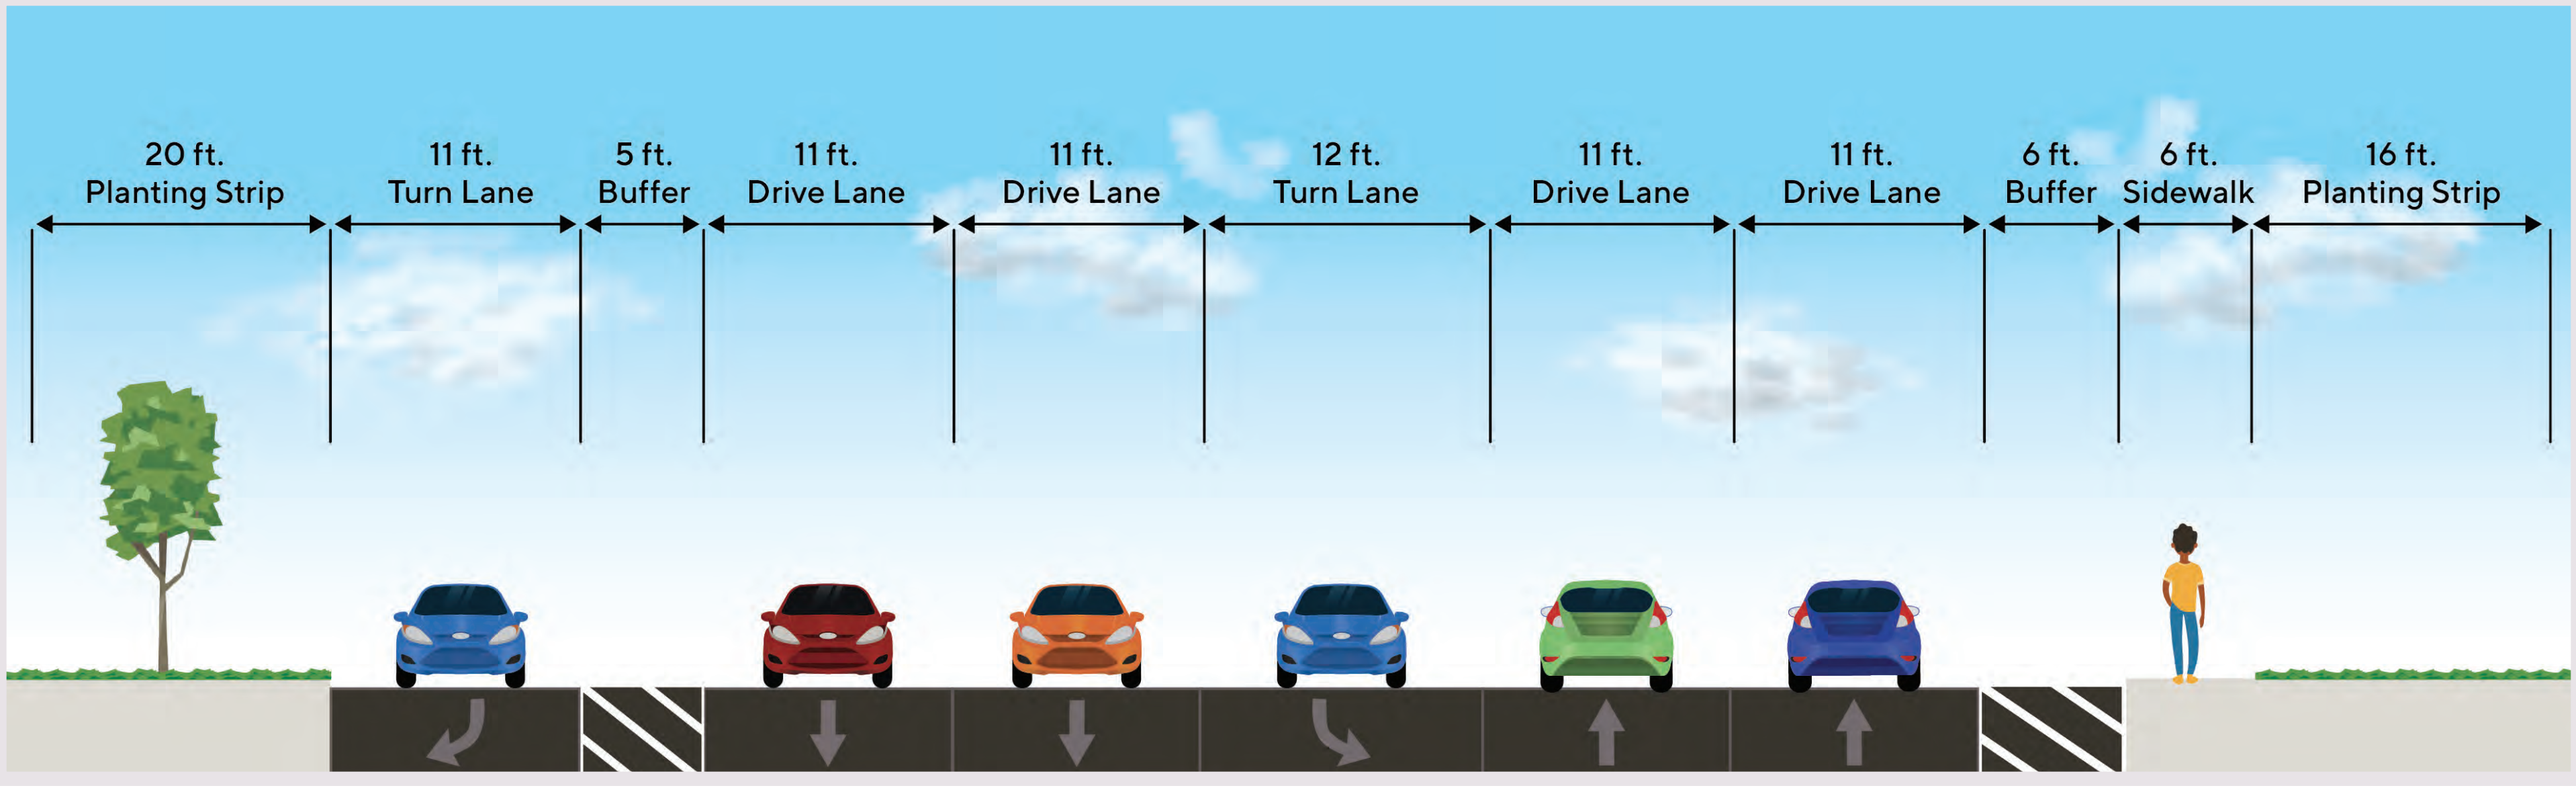 20 ft.
Planting Strip
11 ft.
Turn Lane
5 ft.
Buffer
11 ft.
Drive Lane
11 ft.
Drive Lane
12 ft.
Turn Lane
11 ft.
Drive Lane
11 ft.
Drive Lane
6 ft.
Buffer
6 ft.
Sidewalk
16 ft.
Planting Strip